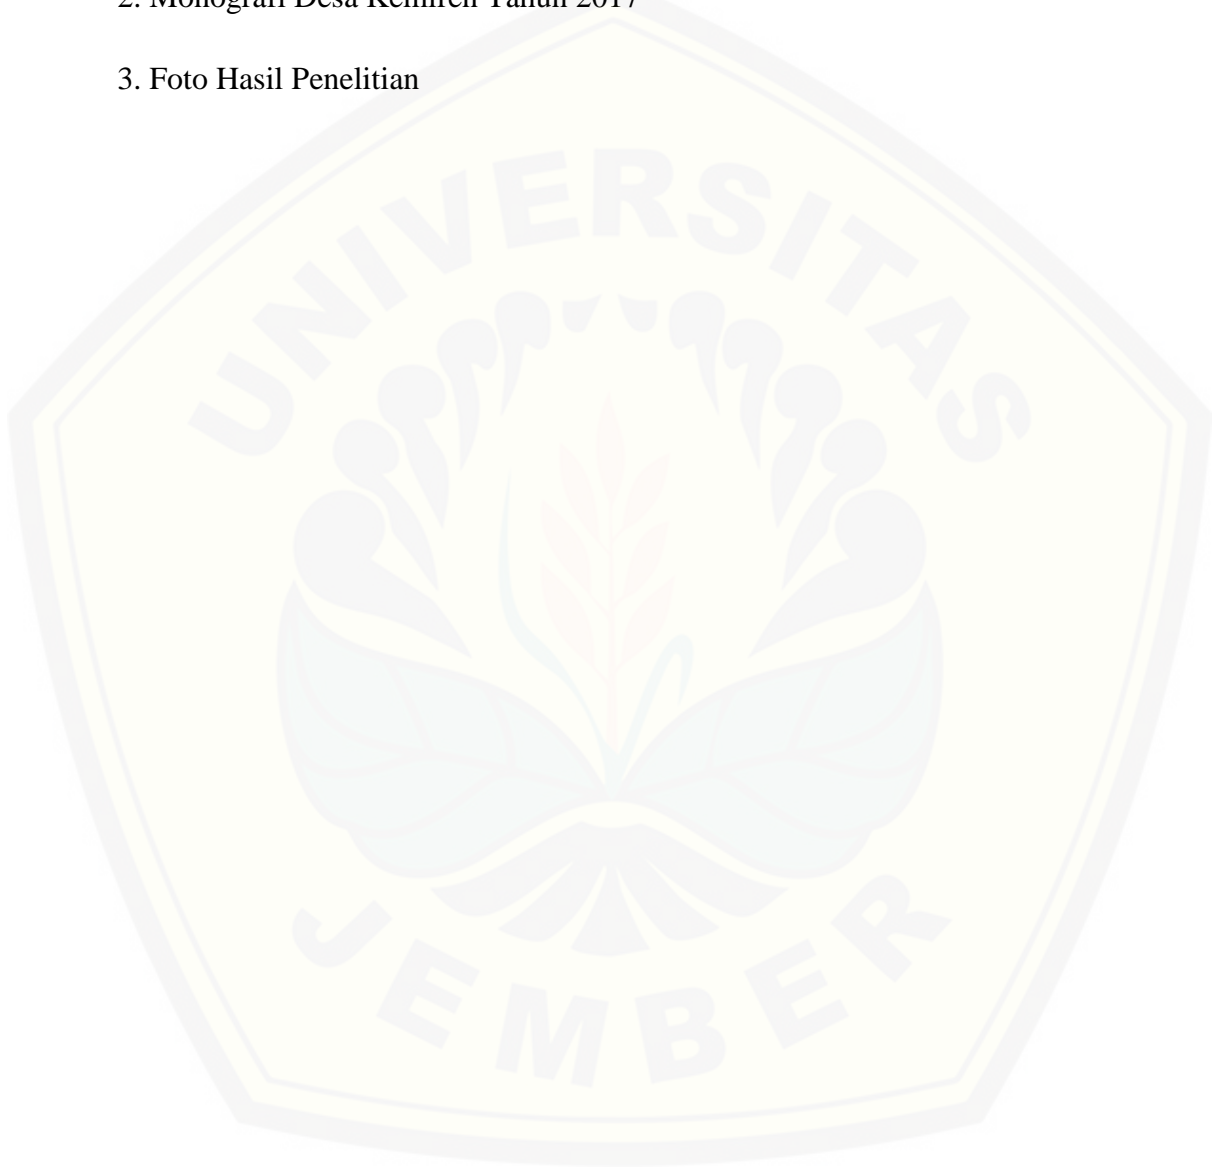 2. Monografi Desa Kemiren Tahun 2017
3. Foto Hasil Penelitian
UNIVERSITAS
JEMBER